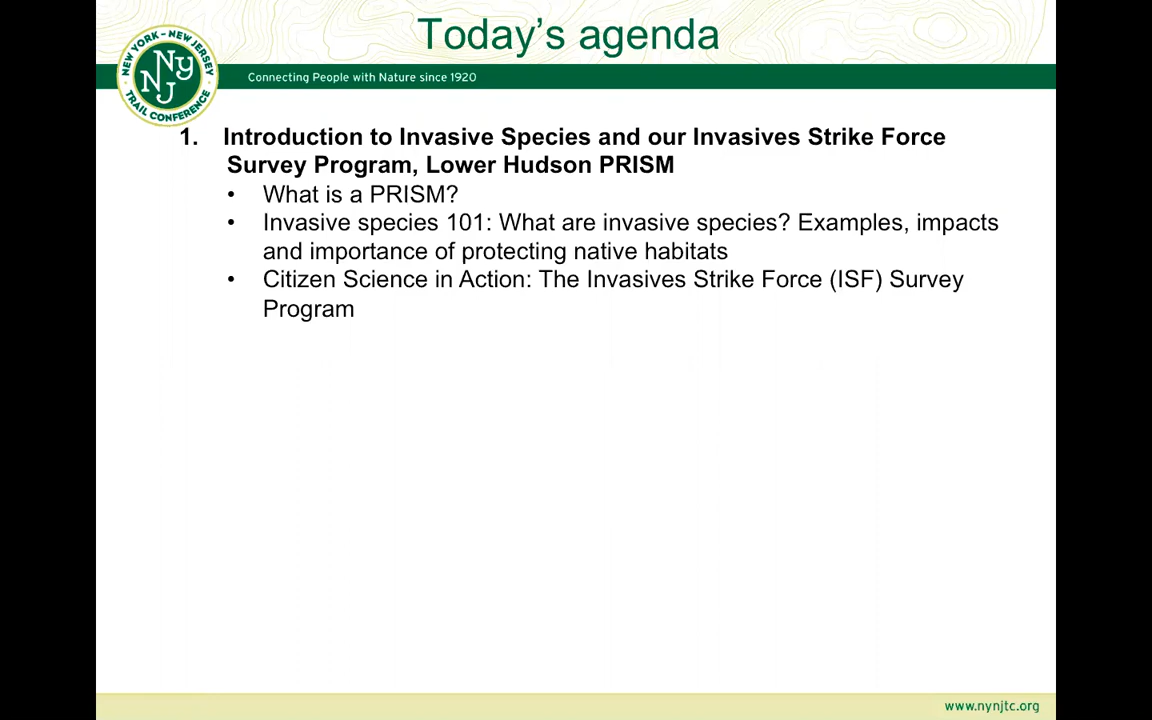 Today's agenda
NEW YORK - NEW JERSEY
NY
NJ
TRAIL CONFERENCE
Connecting People with Nature since 1920
1. Introduction to Invasive Species and our Invasives Strike Force
Survey Program, Lower Hudson PRISM
• What is a PRISM?
• Invasive species 101: What are invasive species? Examples, impacts
and importance of protecting native habitats
• Citizen Science in Action: The Invasives Strike Force (ISF) Survey
Program
www.nynjtc.org